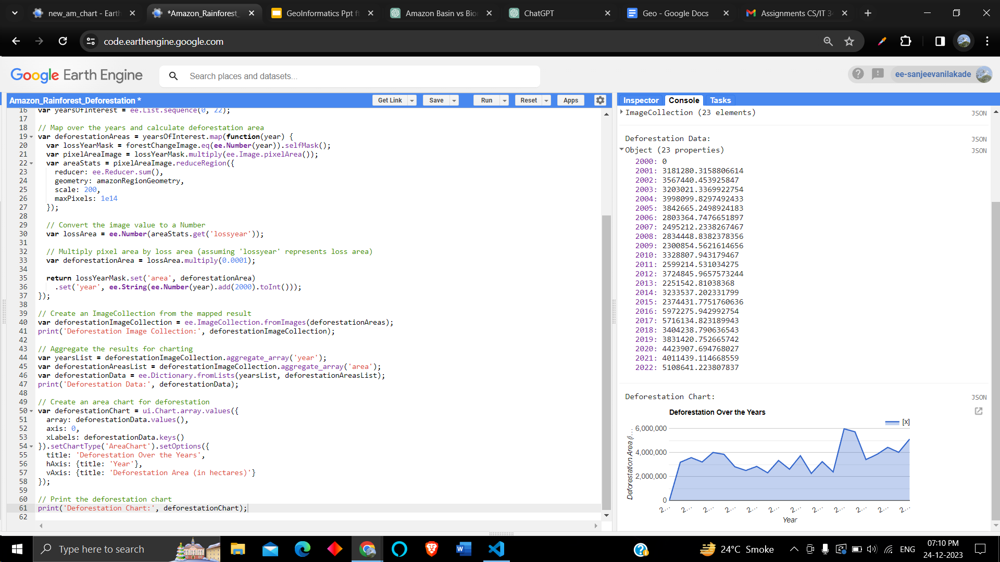 new_am_chart - Earth
*Amazon_Rainforest_
GeoInformatics Ppt f
Amazon Basin vs Bio
ChatGPT
Geo - Google Docs
Assignments CS/IT 3
code.earthengine.google.com
Google Earth Engine
Search places and datasets...
ee-sanjeevanilakade
Amazon_Rainforest_Deforestation *
Get Link
Save
Run
Reset
Apps
Inspector
Console
Tasks
16 var yearsOfInterest = ee.List.sequence(0, 22);
17
18 // Map over the years and calculate deforestation area
19 var deforestationAreas = yearsOfInterest.map(function(year) {
20 var lossYearMask = forestChangeImage.eq(ee.Number(year)).selfMask();
21 var pixelAreaImage = lossYearMask.multiply(ee.Image.pixelArea());
22 var areaStats = pixelAreaImage.reduceRegion({
23 reducer: ee.Reducer.sum(),
24 geometry: amazonRegionGeometry,
25 scale: 200,
26 maxPixels: 1e14
27 });
28
29 // Convert the image value to a Number
30 var lossArea = ee.Number(areaStats.get('lossyear'));
31
32 // Multiply pixel area by loss area (assuming 'lossyear' represents loss area)
33 var deforestationArea = lossArea.multiply(0.0001);
34
35 return lossYearMask.set('area', deforestationArea)
36 .set('year', ee.String(ee.Number(year).add(2000).toInt()));
37 });
38
39 // Create an ImageCollection from the mapped result
40 var deforestationImageCollection = ee.ImageCollection.fromImages(deforestationAreas);
41 print('Deforestation Image Collection:', deforestationImageCollection);
42
43 // Aggregate the results for charting
44 var yearsList = deforestationImageCollection.aggregate_array('year');
45 var deforestationAreasList = deforestationImageCollection.aggregate_array('area');
46 var deforestationData = ee.Dictionary.fromLists(yearsList, deforestationAreasList);
47 print('Deforestation Data:', deforestationData);
48
49 // Create an area chart for deforestation
50 var deforestationChart = ui.Chart.array.values({
51 array: deforestationData.values(),
52 axis: 0,
53 xLabels: deforestationData.keys()
54 }).setChartType('AreaChart').setOptions({
55 title: 'Deforestation Over the Years',
56 hAxis: {title: 'Year'},
57 vAxis: {title: 'Deforestation Area (in hectares)'}
58 });
59
60 // Print the deforestation chart
61 print('Deforestation Chart:', deforestationChart);
62
ImageCollection (23 elements) JSON
Deforestation Data: JSON
Object (23 properties) JSON
2000: 0
2001: 3181280.3158806614
2002: 3567440.453925847
2003: 3203021.3369922754
2004: 3998099.8297492433
2005: 3842665.2498924183
2006: 2803364.7476651897
2007: 2495212.2338267467
2008: 2834448.8382378356
2009: 2300854.5621614656
2010: 3328807.943179467
2011: 2599214.531034275
2012: 3724845.9657573244
2013: 2251542.81038368
2014: 3233537.202331799
2015: 2374431.7751760636
2016: 5972275.942992754
2017: 5716134.823189943
2018: 3404238.790636543
2019: 3831420.752665742
2020: 4423907.694768027
2021: 4011439.114668559
2022: 5108641.223807837
Deforestation Chart: JSON
Deforestation Over the Years
[x]
Deforestation Area (i...
6,000,000
4,000,000
2,000,000
0
2... 2... 2... 2... 2... 2... 2... 2... 2... 2... 2... 2...
Year
Type here to search
24°C Smoke
ENG
07:10 PM
24-12-2023